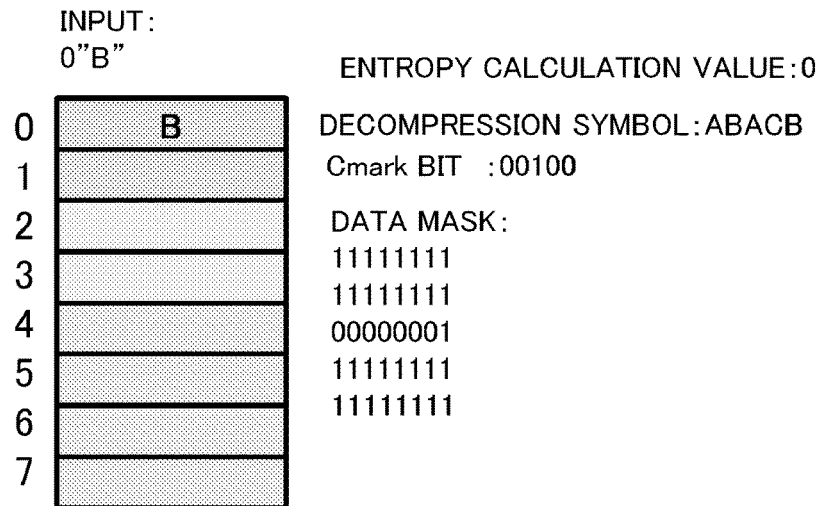 INPUT:
0”B”
ENTROPY CALCULATION VALUE:0
0 B
1
2
3
4
5
6
7
DECOMPRESSION SYMBOL:ABACB
Cmark BIT :00100
DATA MASK:
11111111
11111111
00000001
11111111
11111111